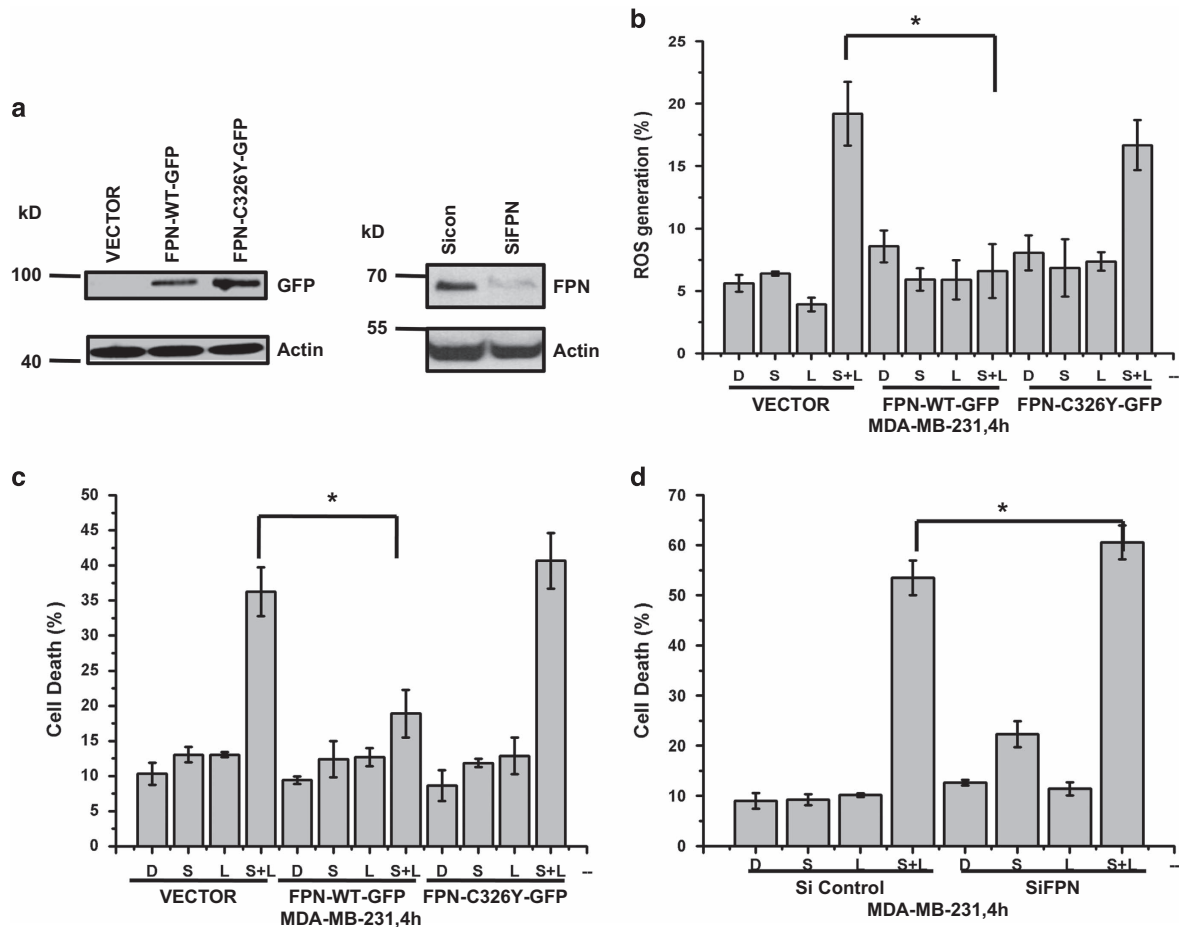 a
kD
VECTOR
FPN-WT-GFP
FPN-C326Y-GFP
100
GFP
40
Actin
kD
Sicon
SiFPN
70
FPN
55
Actin
b
*
ROS generation (%)
25
20
15
10
5
0
D S L S+L D S L S+L D S L S+L --
VECTOR FPN-WT-GFP FPN-C326Y-GFP
MDA-MB-231,4h
c
*
Cell Death (%)
50
45
40
35
30
25
20
15
10
5
0
D S L S+L D S L S+L D S L S+L --
VECTOR FPN-WT-GFP FPN-C326Y-GFP
MDA-MB-231,4h
d
*
Cell Death (%)
70
60
50
40
30
20
10
0
D S L S+L D S L S+L --
Si Control SiFPN
MDA-MB-231,4h